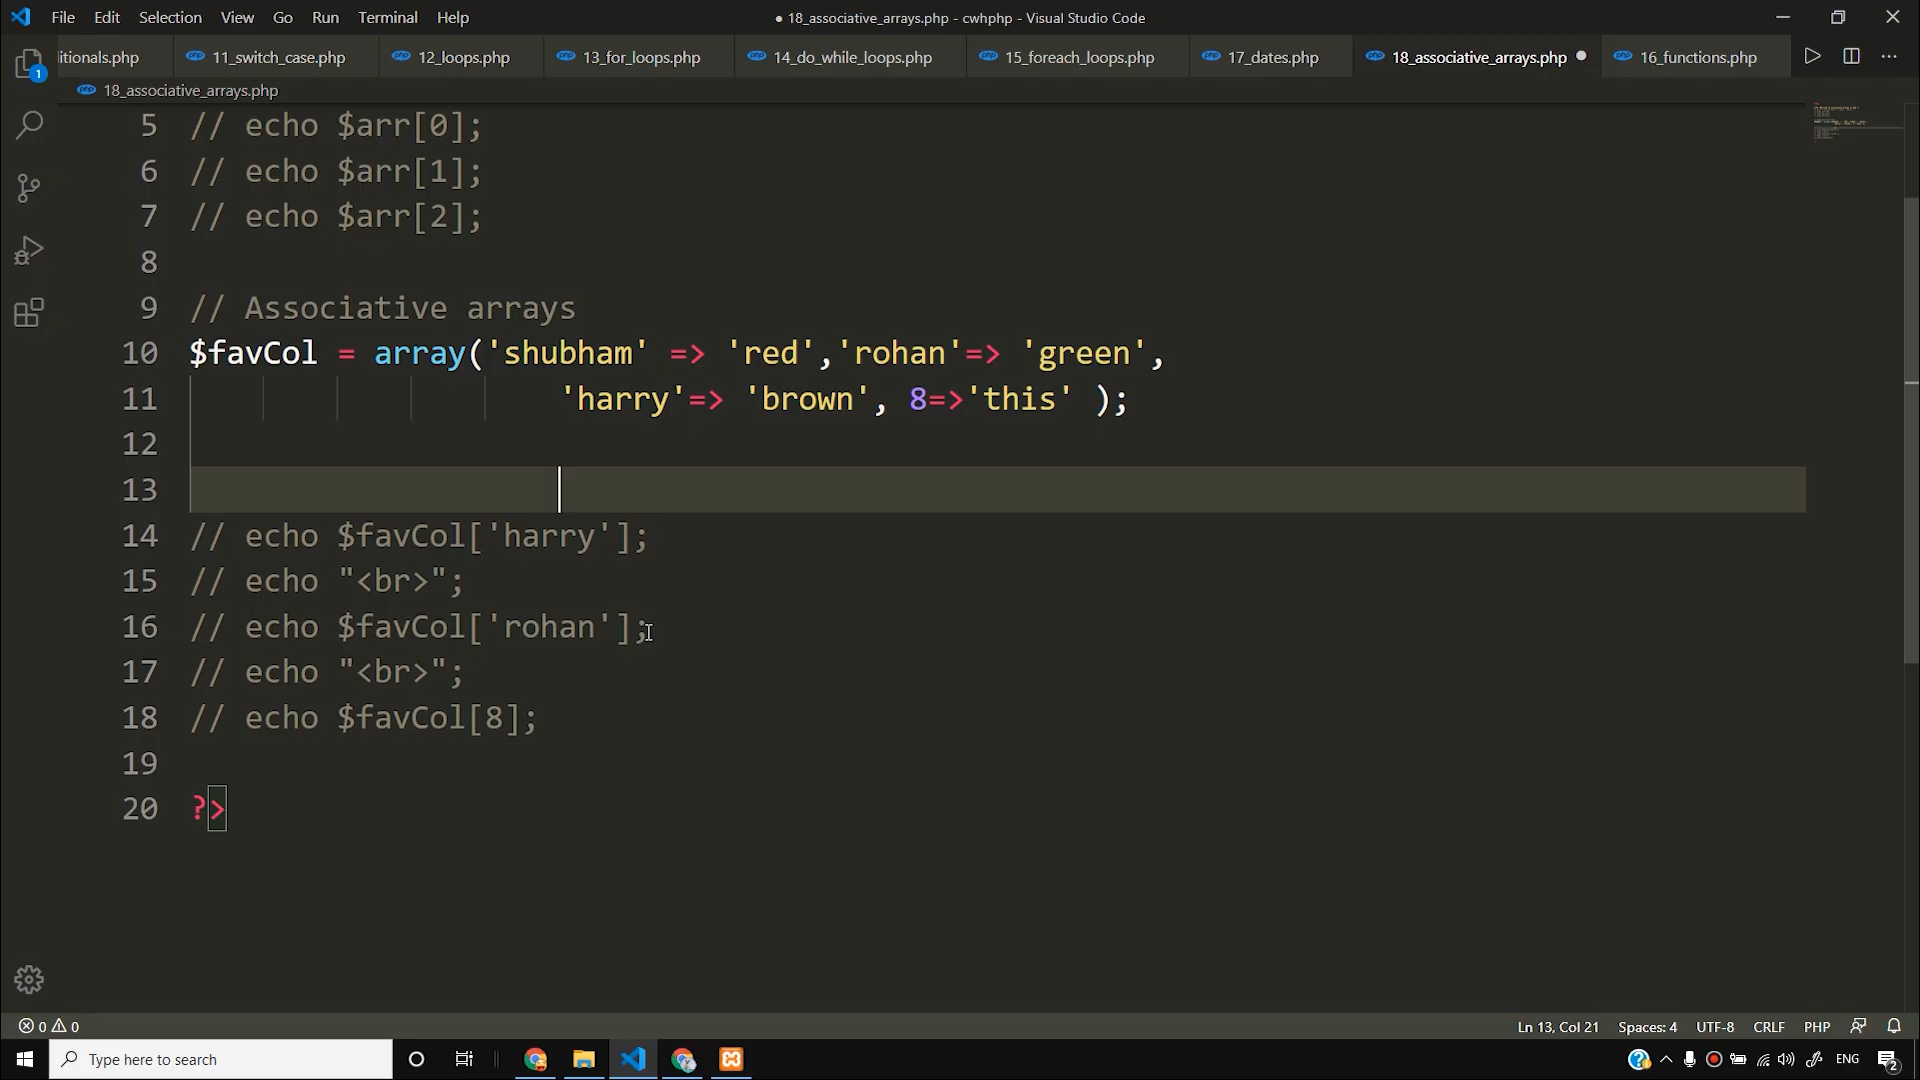 File Edit Selection View Go Run Terminal Help
● 18_associative_arrays.php - cwhphp - Visual Studio Code
itionals.php 11_switch_case.php 12_loops.php 13_for_loops.php 14_do_while_loops.php 15_foreach_loops.php 17_dates.php 18_associative_arrays.php ● 16_functions.php
18_associative_arrays.php
5 // echo $arr[0];
6 // echo $arr[1];
7 // echo $arr[2];
8
9 // Associative arrays
10 $favCol = array('shubham' => 'red','rohan'=> 'green',
11 'harry'=> 'brown', 8=>'this' );
12
13
14 // echo $favCol['harry'];
15 // echo "<br>";
16 // echo $favCol['rohan'];
17 // echo "<br>";
18 // echo $favCol[8];
19
20 ?>
1
0 0
Ln 13, Col 21 Spaces: 4 UTF-8 CRLF PHP
Type here to search
ENG
2